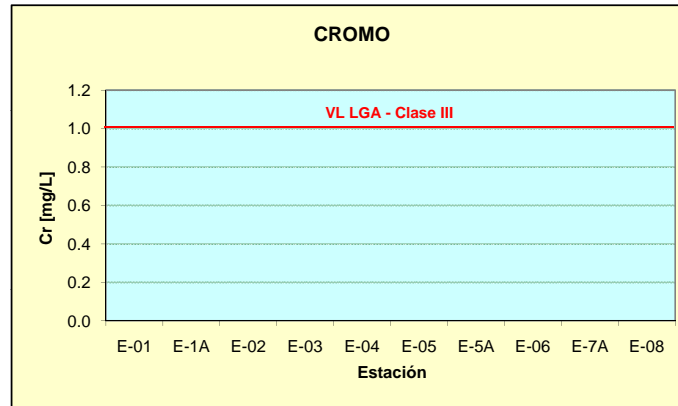 CROMO
1.2
1.0
0.8
0.6
0.4
0.2
0.0
VL LGA - Clase III
Cr [mg/L]
E-01 E-1A E-02 E-03 E-04 E-05 E-5A E-06 E-7A E-08
Estación